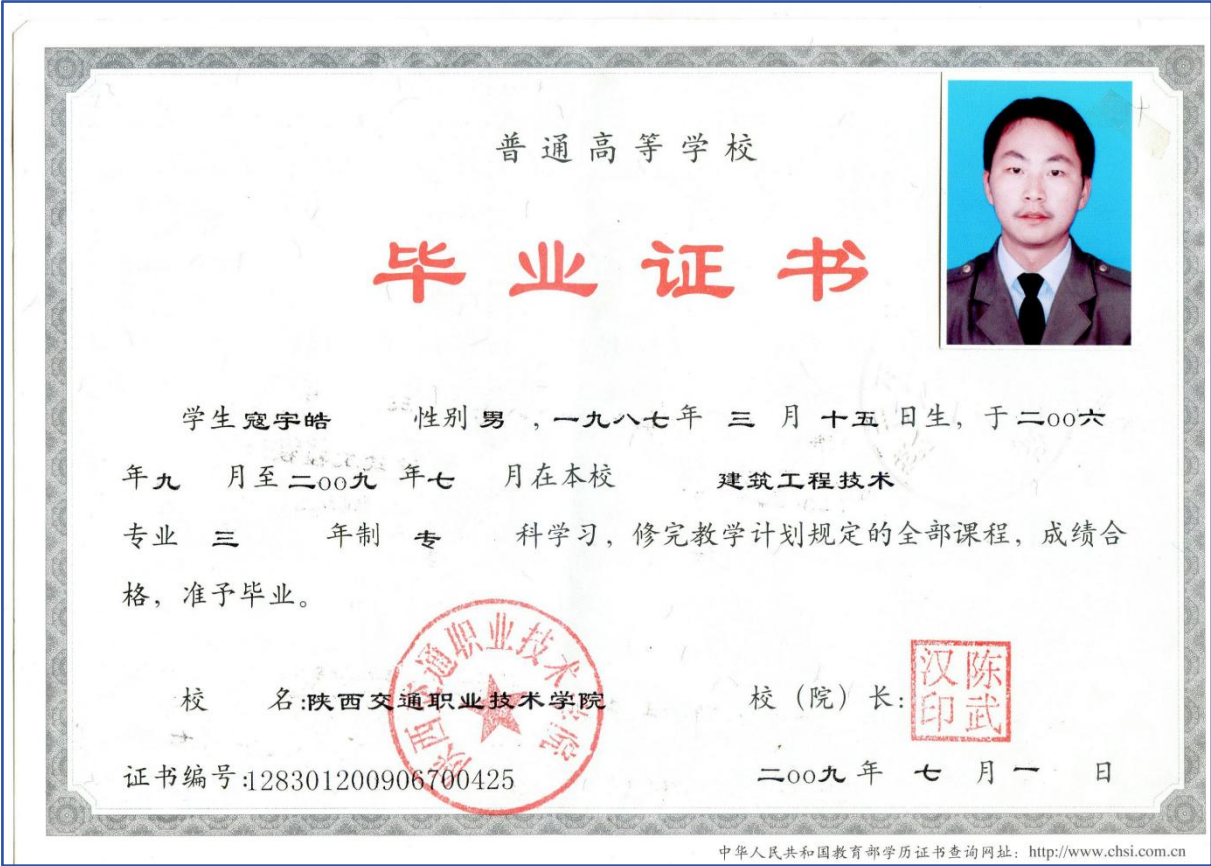 普通高等学校
毕业证书
学生 寇宇皓 性别 男 ，一九八七年 三 月 十五 日生，于 二oo六
年九 月至 二oo九 年七 月在本校 建筑工程技术
专业 三 年制 专 科学习，修完教学计划规定的全部课程，成绩合
格，准予毕业。
陕西交通职业技术学院
校 名:陕西交通职业技术学院
校（院）长:
陈武汉印
证书编号:128301200906700425
二oo九 年 七 月 一 日
中华人民共和国教育部学历证书查询网址：http://www.chsi.com.cn